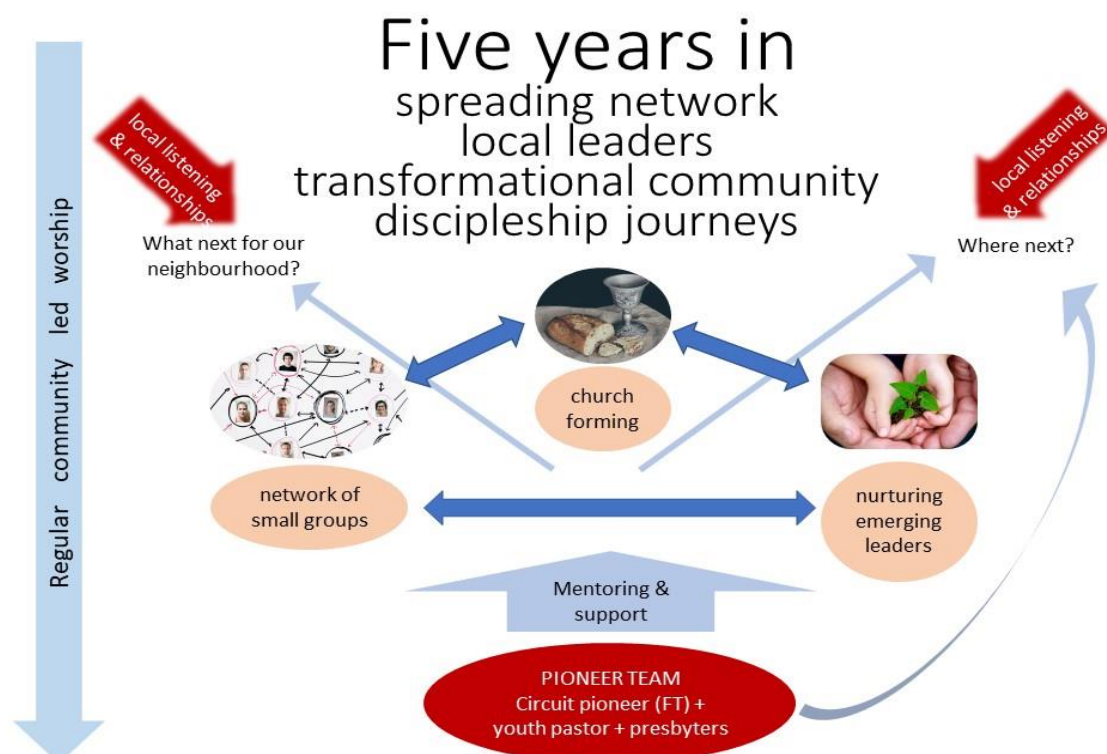 Five years in
spreading network
local leaders
transformational community
discipleship journeys
local listening
& relationships
local listening
& relationships
What next for our
neighbourhood?
Where next?
Regular community led worship
church
forming
network of
small groups
nurturing
emerging
leaders
Mentoring &
support
PIONEER TEAM
Circuit pioneer (FT) +
youth pastor + presbyters